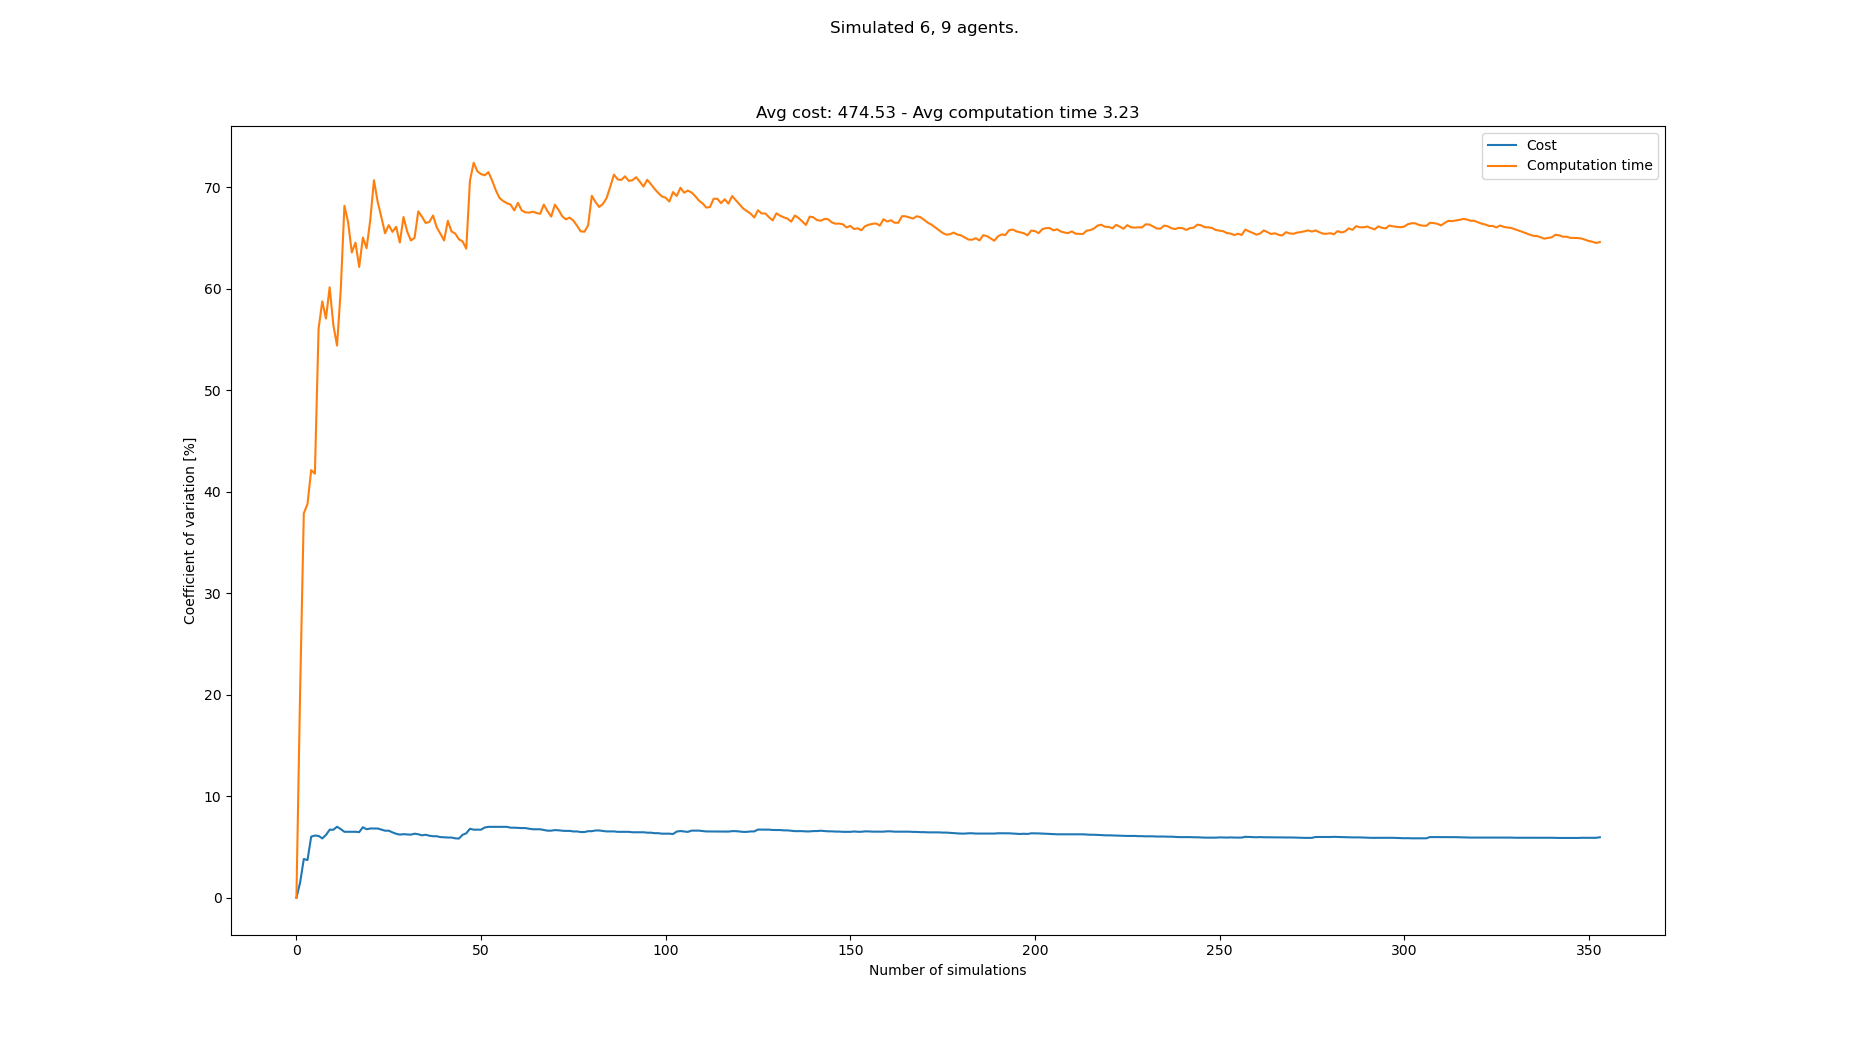 Simulated 6, 9 agents.
Avg cost: 474.53 - Avg computation time 3.23
Cost
Computation time
Coefficient of variation [%]
70
60
50
40
30
20
10
0
0 50 100 150 200 250 300 350
Number of simulations